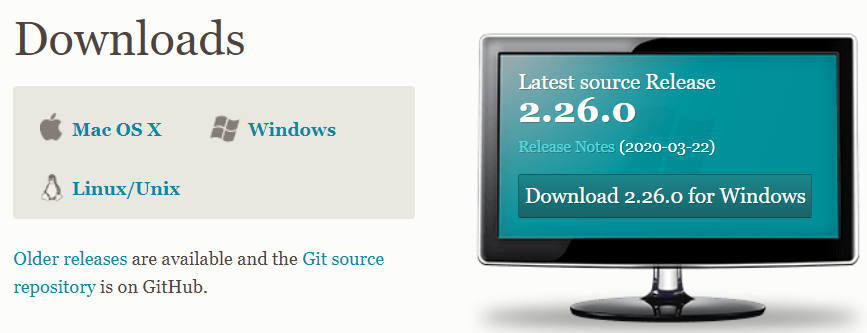 Downloads
Mac OS X
Windows
Linux/Unix
Older releases are available and the Git source
repository is on GitHub.
Latest source Release
2.26.0
Release Notes (2020-03-22)
Download 2.26.0 for Windows